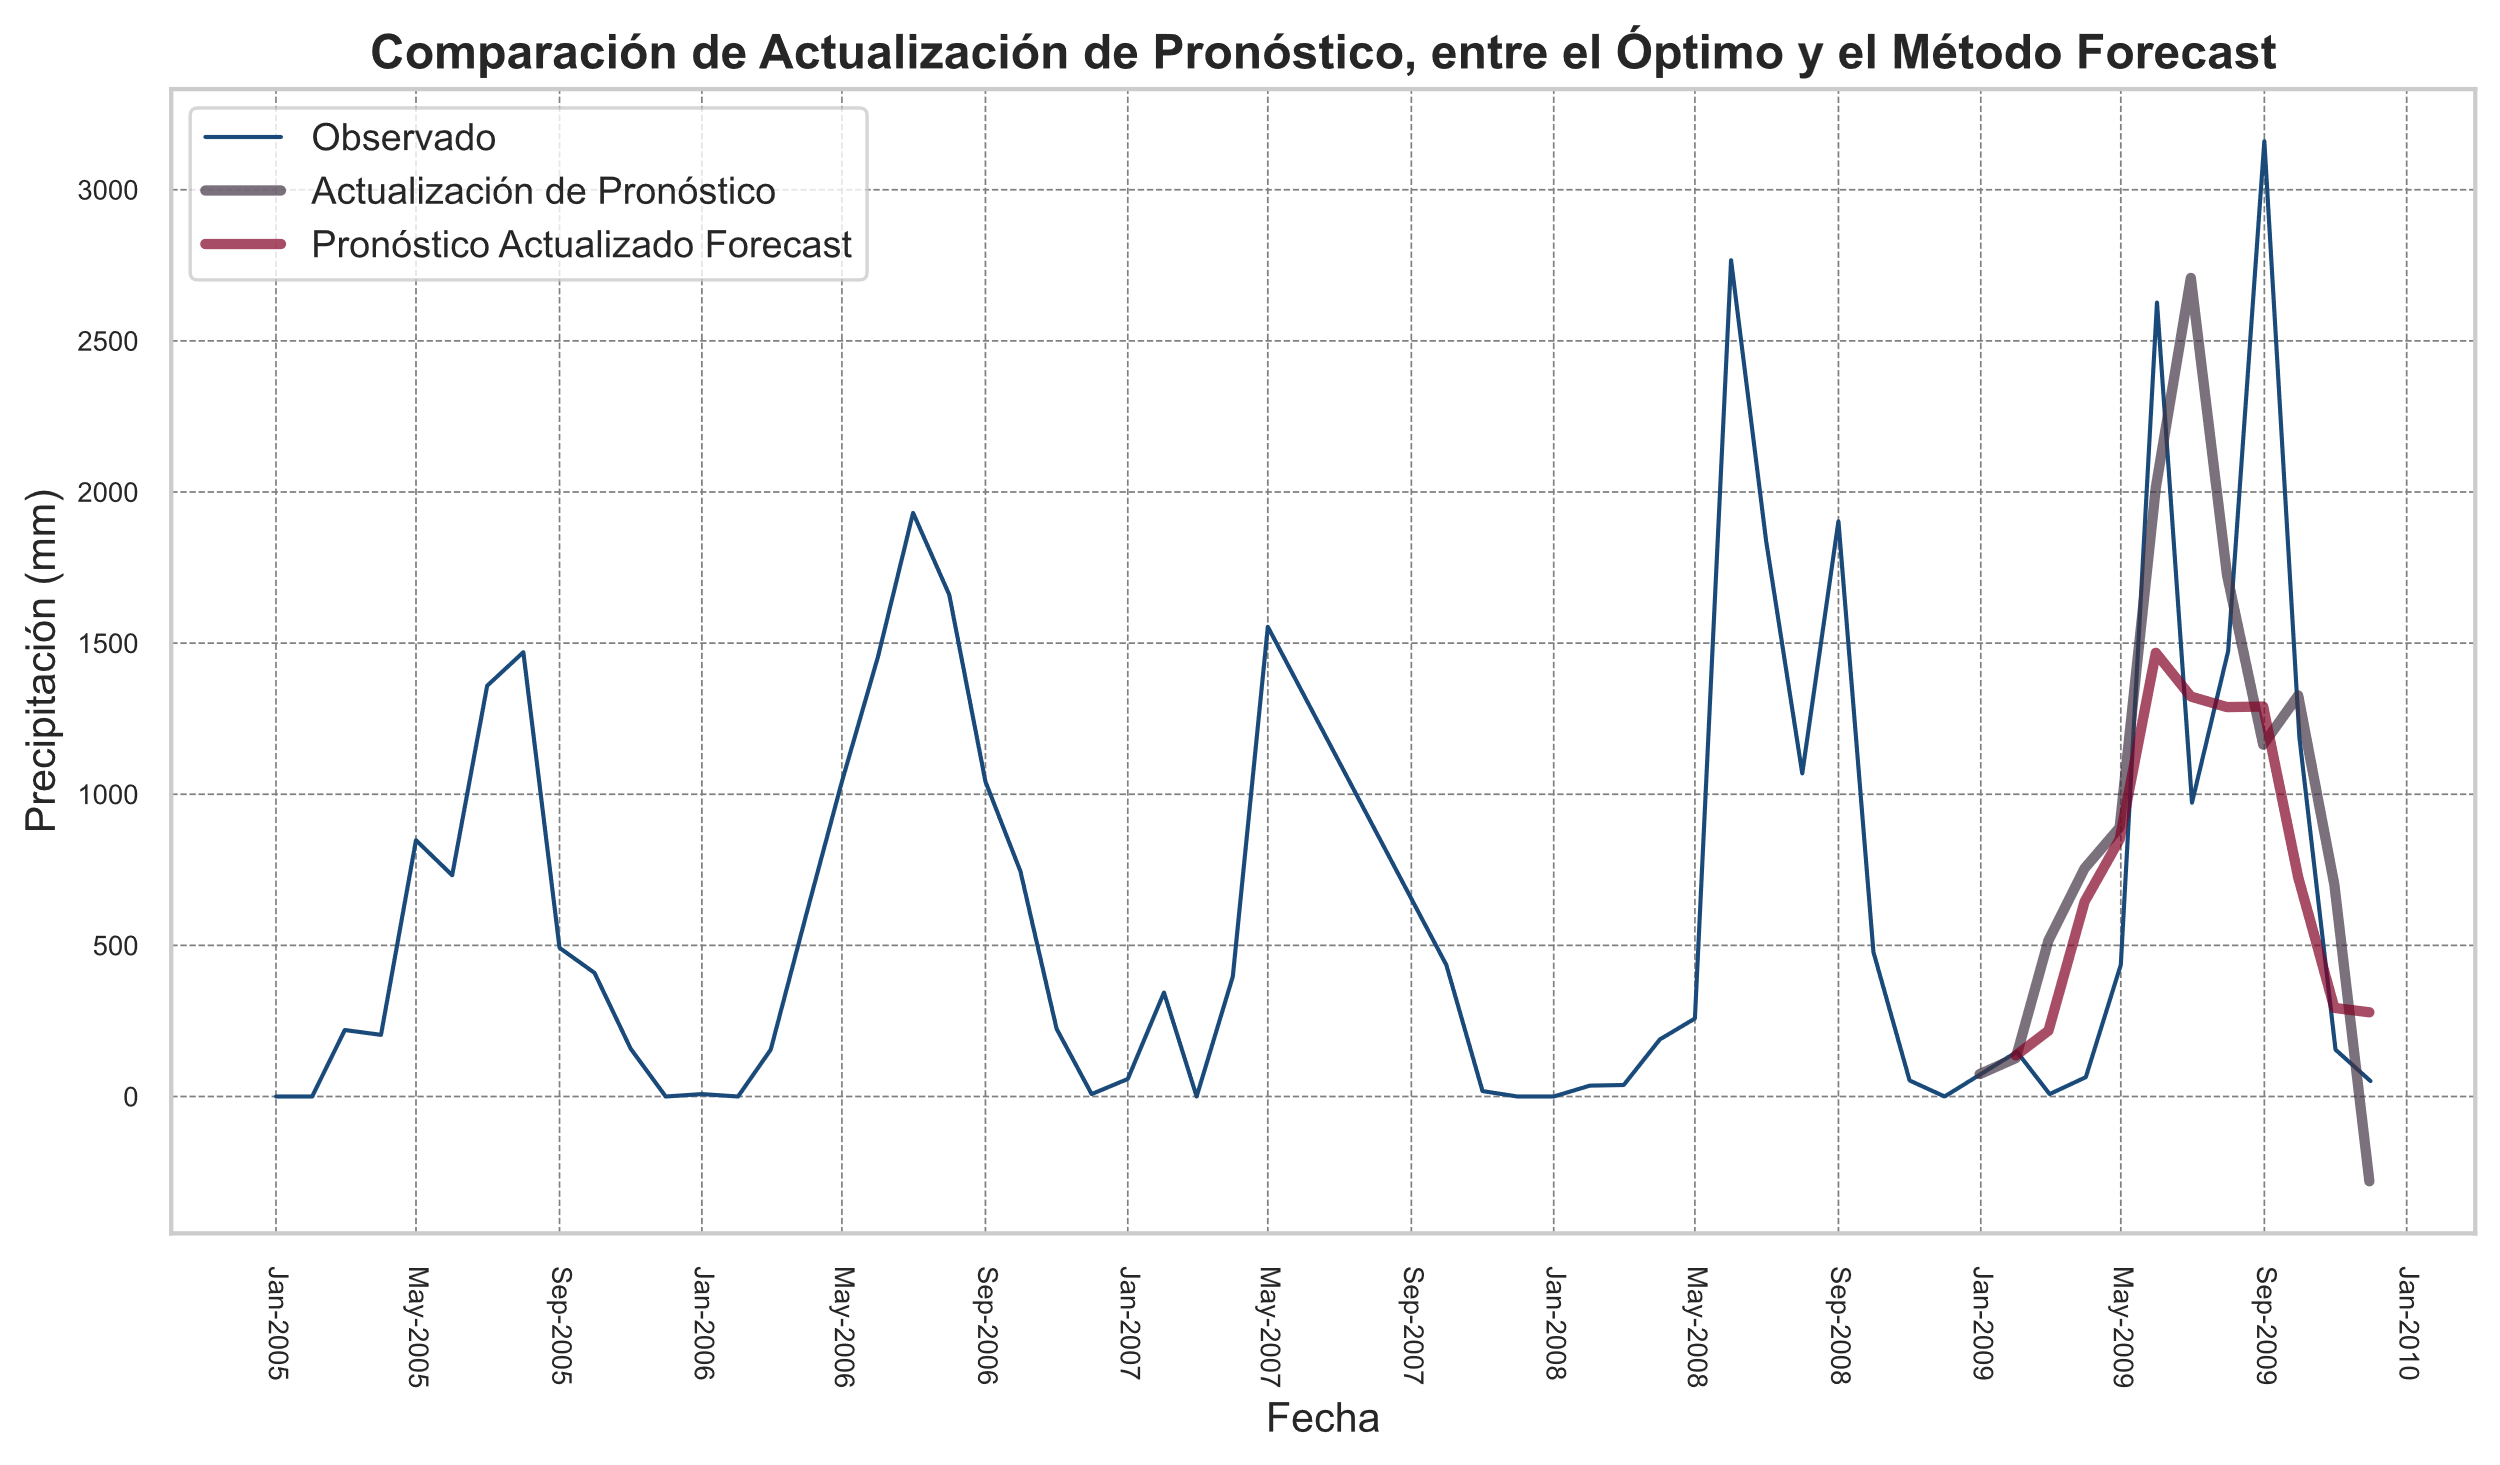 Comparación de Actualización de Pronóstico, entre el Óptimo y el Método Forecast
Observado
Actualización de Pronóstico
Pronóstico Actualizado Forecast
Precipitación (mm)
3000
2500
2000
1500
1000
500
0
Jan-2005
May-2005
Sep-2005
Jan-2006
May-2006
Sep-2006
Jan-2007
May-2007
Sep-2007
Jan-2008
May-2008
Sep-2008
Jan-2009
May-2009
Sep-2009
Jan-2010
Fecha